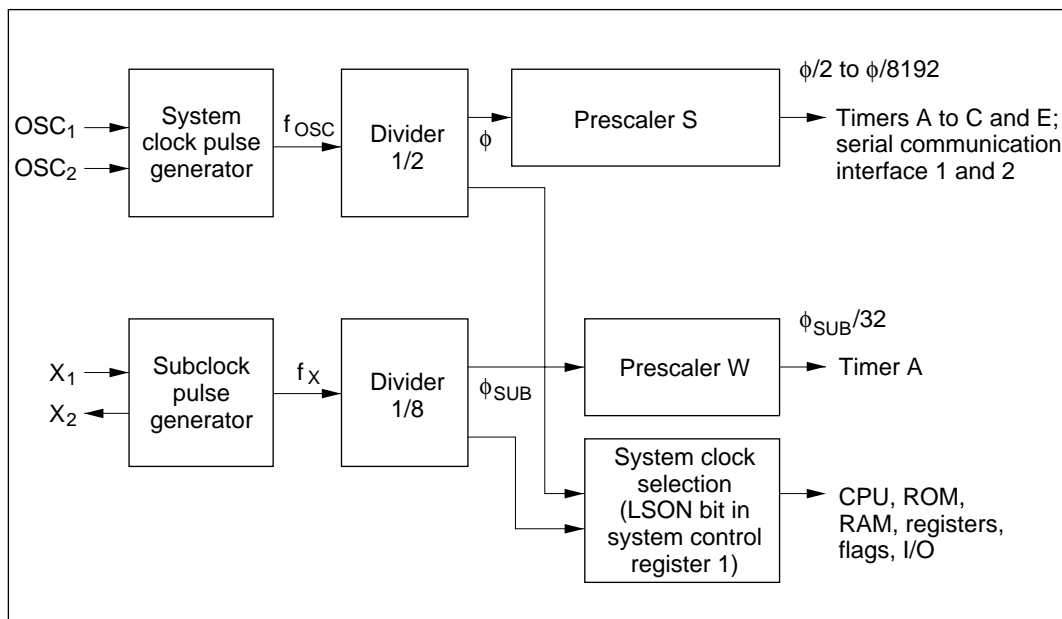 OSC1
OSC2
System
clock pulse
generator
fOSC
Divider
1/2
ϕ
Prescaler S
ϕ/2 to ϕ/8192
Timers A to C and E;
serial communication
interface 1 and 2
X1
X2
Subclock
pulse
generator
fX
Divider
1/8
ϕSUB
Prescaler W
ϕSUB/32
Timer A
System clock
selection
(LSON bit in
system control
register 1)
CPU, ROM,
RAM, registers,
flags, I/O